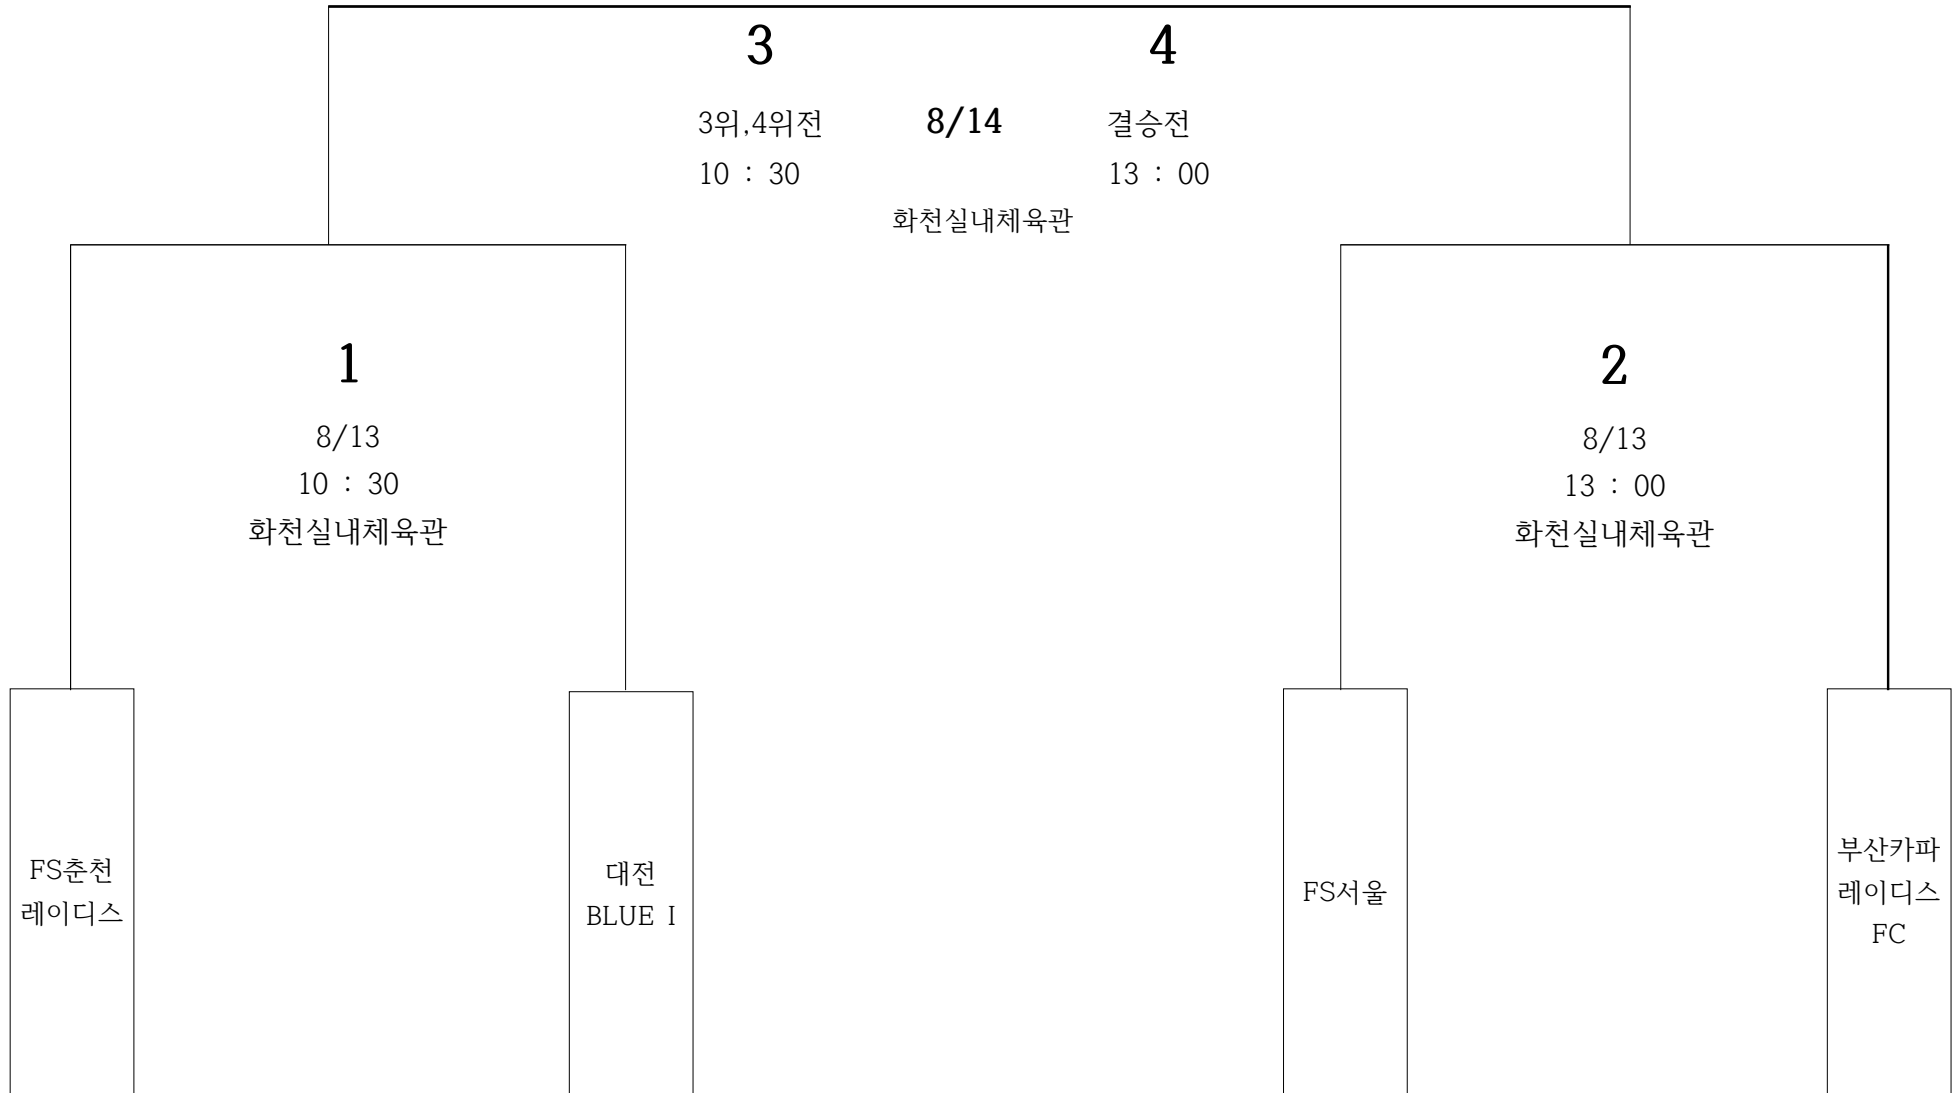 3 4
3위,4위전 8/14 결승전
10 : 30 13 : 00
화천실내체육관
1
8/13
10 : 30
화천실내체육관
2
8/13
13 : 00
화천실내체육관
FS춘천
레이디스
대전
BLUE I
FS서울
부산카파
레이디스
FC